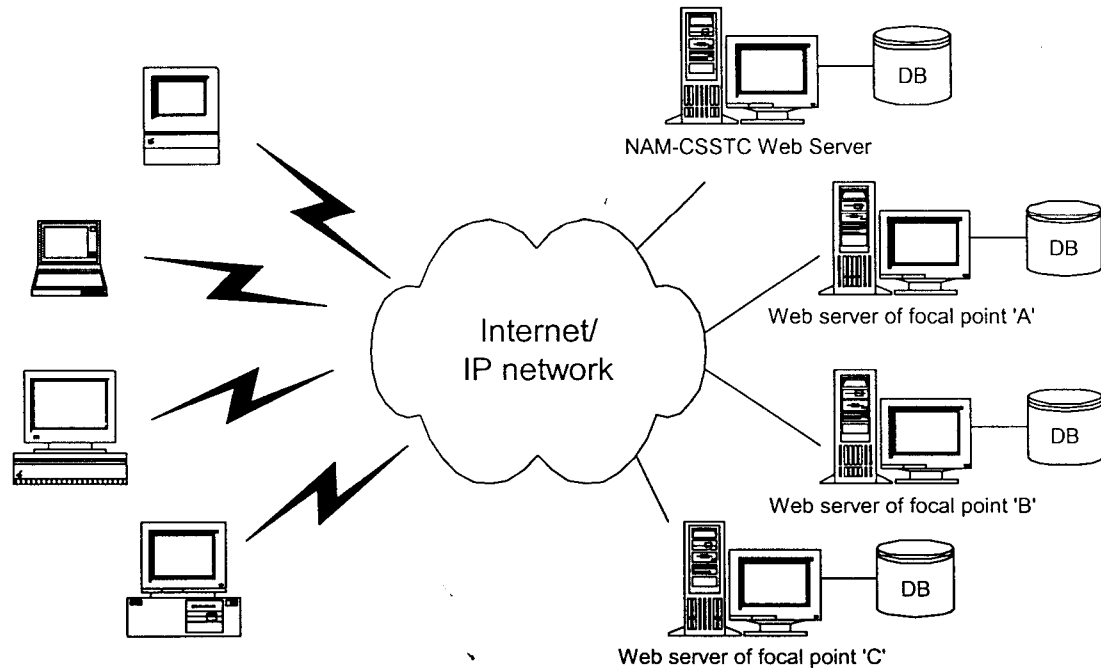 DB
NAM-CSSTC Web Server
DB
Web server of focal point 'A'
Internet/
IP network
DB
Web server of focal point 'B'
DB
Web server of focal point 'C'